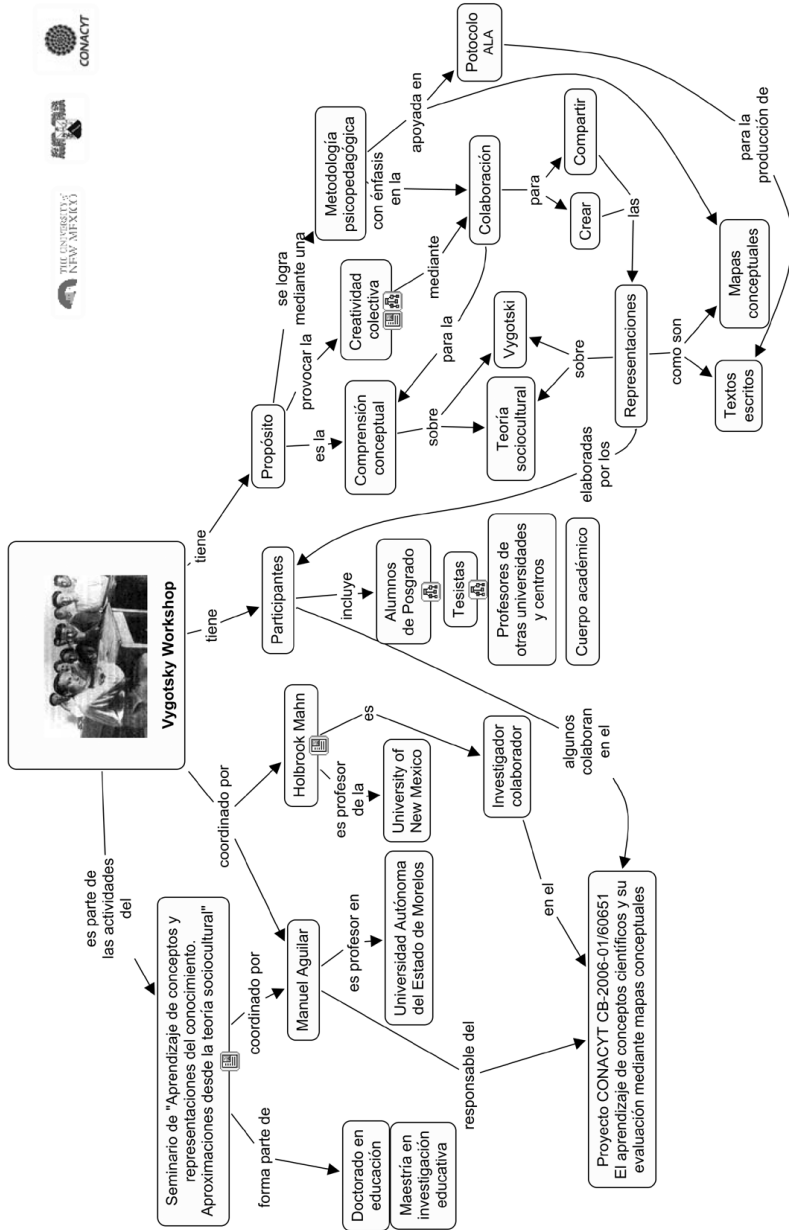 THE UNIVERSITY of
NEW MEXICO
CONACYT
Vygotsky Workshop
es parte de
las actividades
del
coordinado por
tiene
tiene
Seminario de "Aprendizaje de conceptos y
representaciones del conocimiento.
Aproximaciones desde la teoría sociocultural"
forma parte de
Doctorado en
educación
Maestría en
investigación
educativa
coordinado por
Manuel Aguilar
es profesor en
Universidad Autónoma
del Estado de Morelos
responsable del
Proyecto CONACYT CB-2006-01/60651
El aprendizaje de conceptos científicos y su
evaluación mediante mapas conceptuales
Holbrook Mahn
es profesor
de la
University of
New Mexico
es
Investigador
colaborador
en el
Participantes
incluye
Alumnos
de Posgrado
Tesistas
Profesores de
otras universidades
y centros
Cuerpo académico
algunos
colaboran
en el
Propósito
es la
provocar la
se logra
mediante una
Comprensión
conceptual
sobre
Teoría
sociocultural
Vygotski
Creatividad
colectiva
mediante
Metodología
psicopedagógica
con énfasis
en la
apoyada en
Potocolo
ALA
Colaboración
para la
para
Crear
Compartir
las
Representaciones
sobre
elaboradas
por los
como son
Textos
escritos
Mapas
conceptuales
para la
producción de